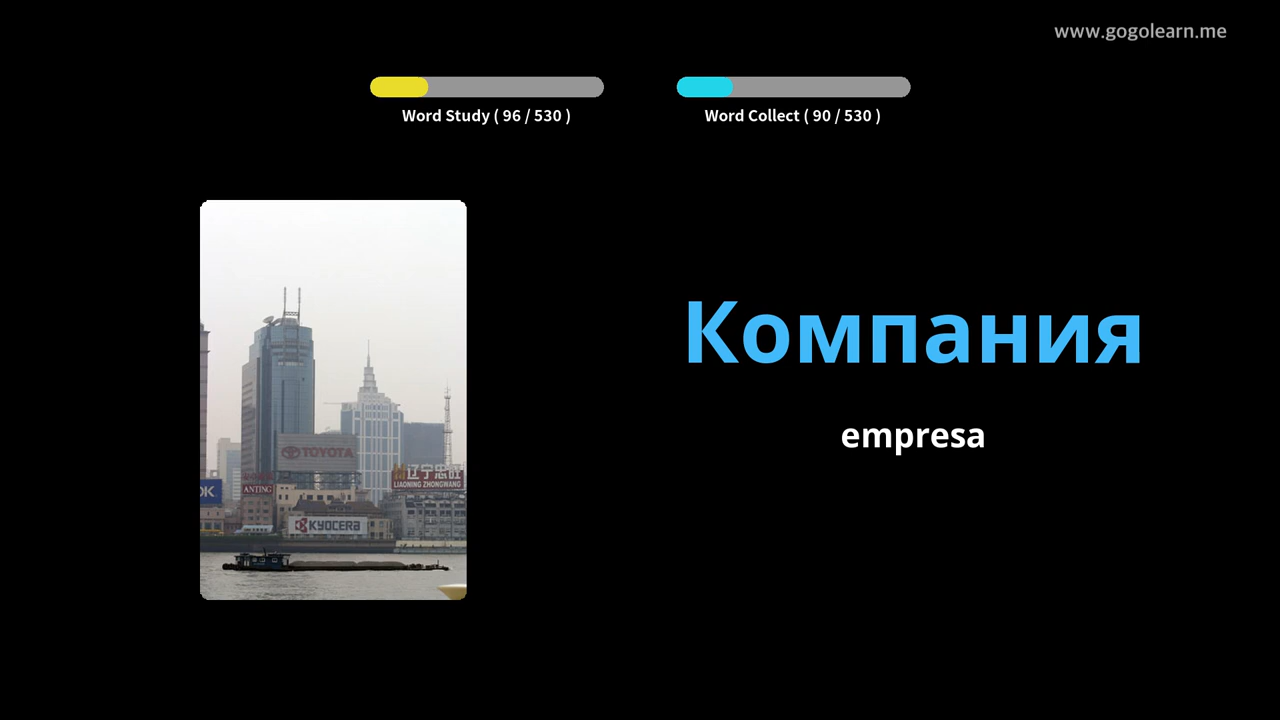 www.gogolearn.me
Word Study ( 96 / 530 )
Word Collect ( 90 / 530 )
Компания
empresa
TOYOTA
辽宁忠旺
LIAONING ZHONGWANG
OK
ANTING
KYOCERA